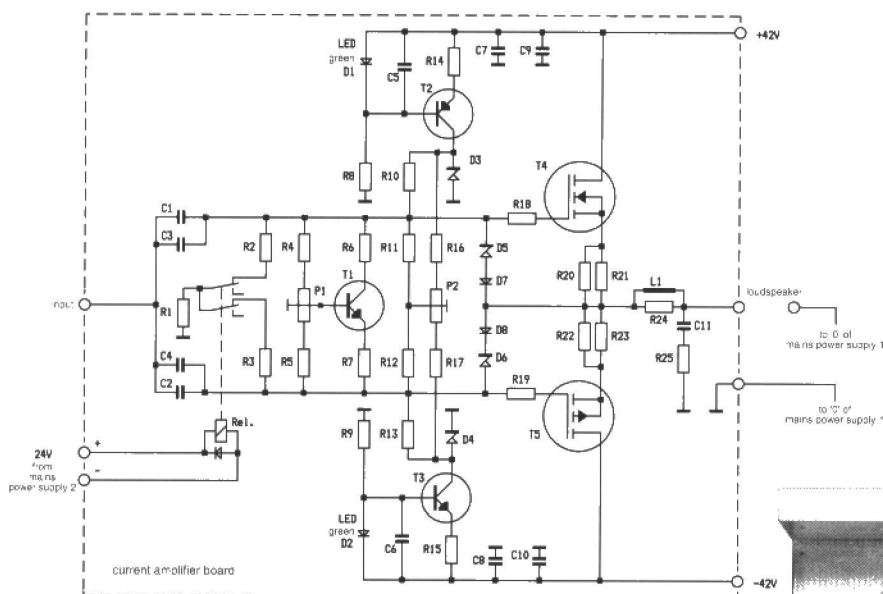 +42V
LED
green
D1
C5
R14
C7
C9
T2
R8
R10
D3
T4
C1
C3
R18
R2
R4
R6
R11
R16
D5
T1
R20
R21
L1
loudspeaker
P1
P2
D7
input
R1
R24
C11
to '0' of
mains power supply 1
D8
R22
R23
C4
R3
R5
R7
R12
R17
D6
R25
C2
R19
to '0' of
Rel.
R9
R13
D4
T5
24V
+
from
mains
power supply 2
-
T3
LED
green
D2
C6
R15
C8
C10
current amplifier board
-42V